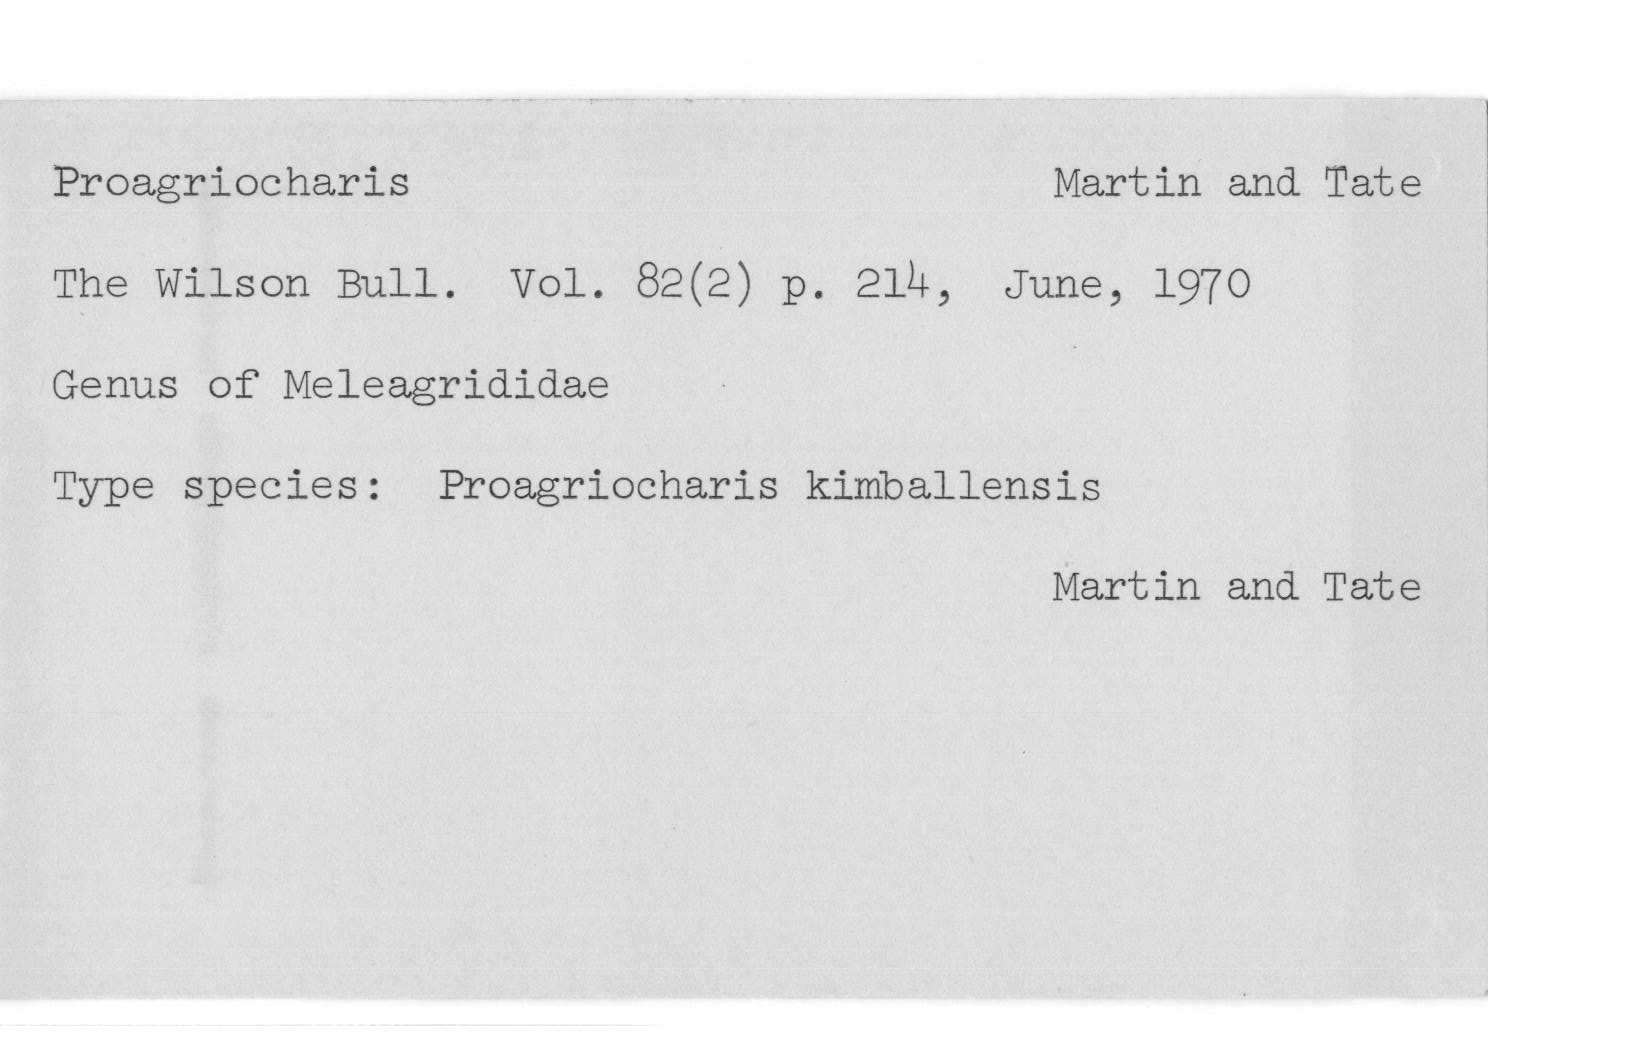 Proagriocharis Martin and Tate
The Wilson Bull. Vol. 82(2) p. 214, June, 1970
Genus of Meleagrididae
Type species: Proagriocharis kimballensis
Martin and Tate